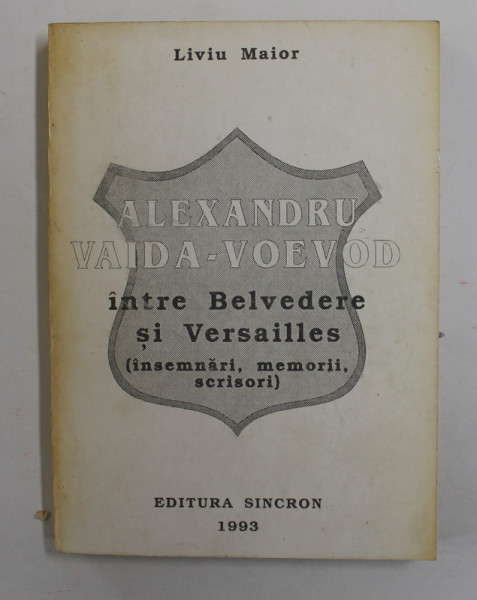 Liviu Maior
ALEXANDRU
VAIDA-VOEVOD
între Belvedere
și Versailles
(însemnări, memorii,
scrisori)
EDITURA SINCRON
1993